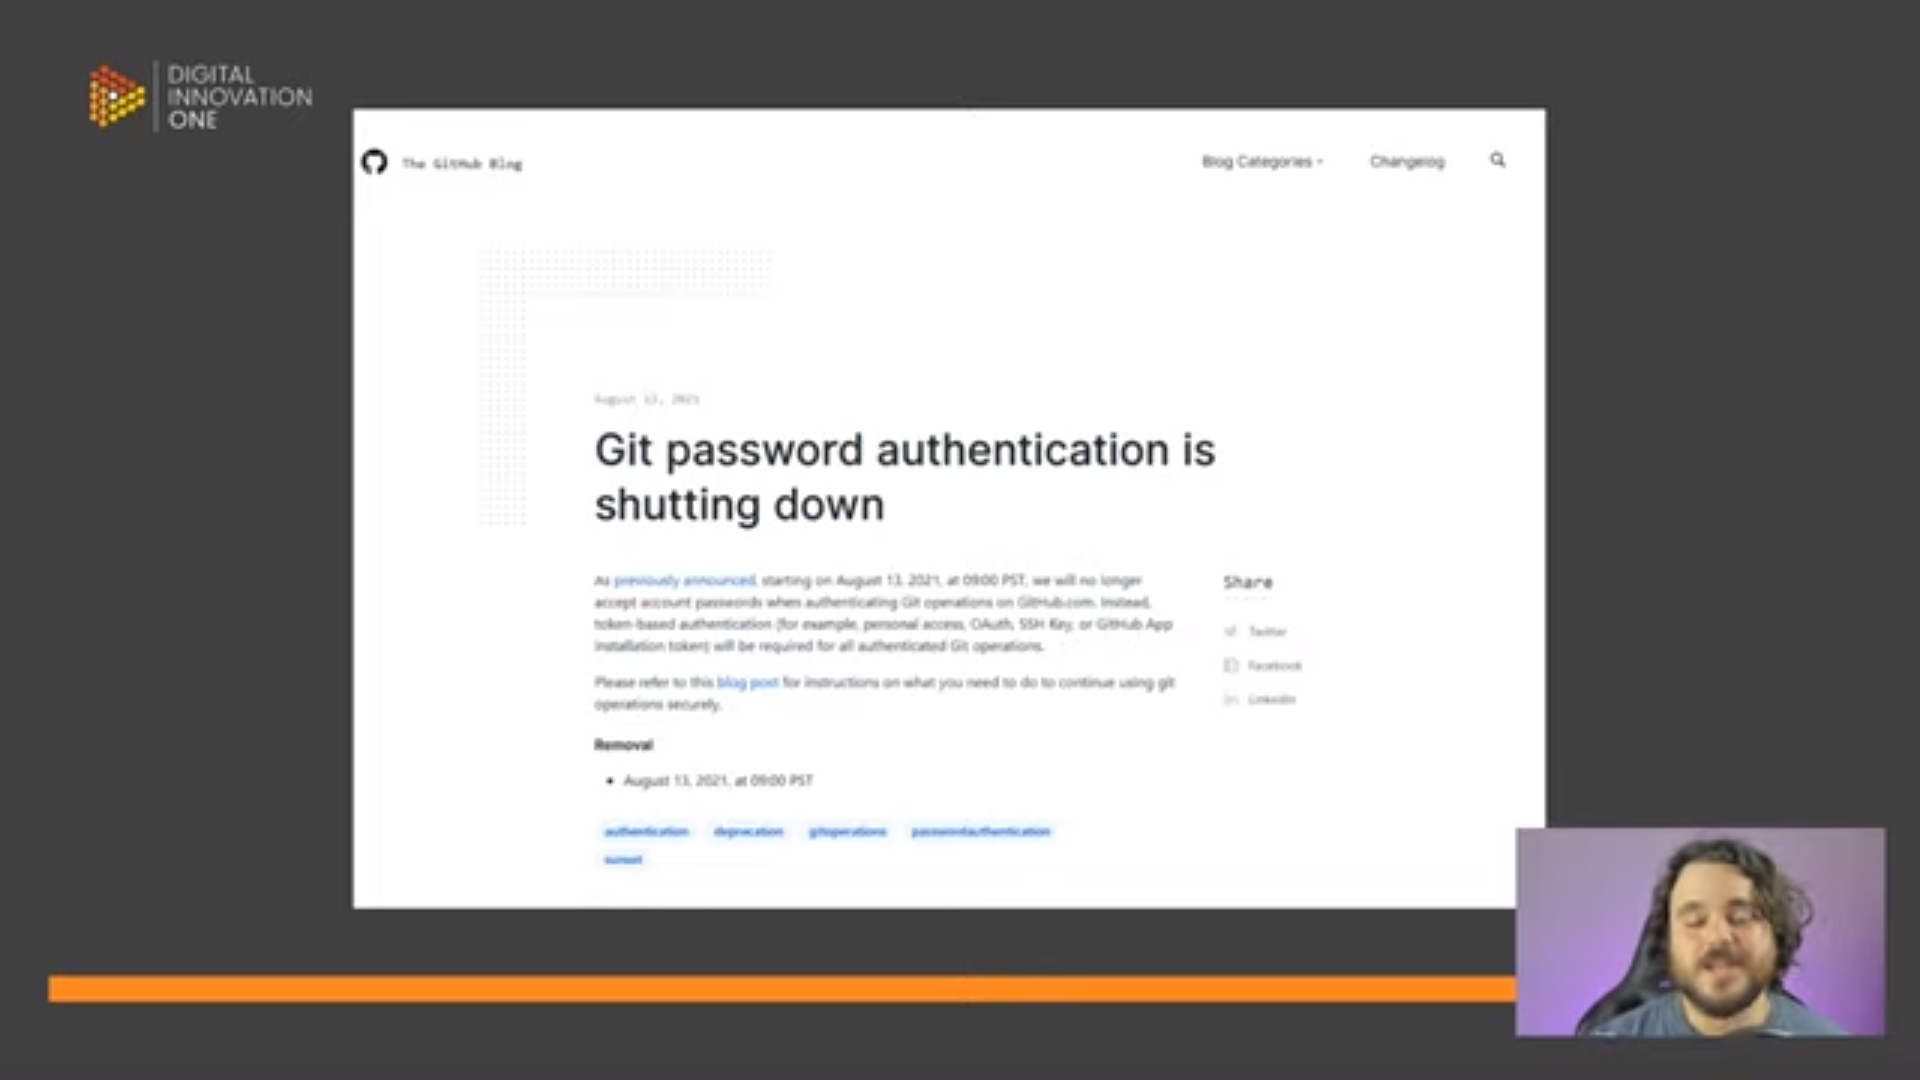 DIGITAL
INNOVATION
ONE
The GitHub Blog
Blog Categories
Changelog
August 13, 2021
Git password authentication is
shutting down
As previously announced, starting on August 13, 2021, at 09:00 PST, we will no longer
accept account passwords when authenticating Git operations on GitHub.com. Instead,
token-based authentication (for example, personal access, OAuth, SSH Key, or GitHub App
installation token) will be required for all authenticated Git operations.
Please refer to this blog post for instructions on what you need to do to continue using git
operations securely.
Share
Twitter
Facebook
LinkedIn
Removal
• August 13, 2021, at 09:00 PST
authentication deprecation gitoperations passwordauthentication
sunset